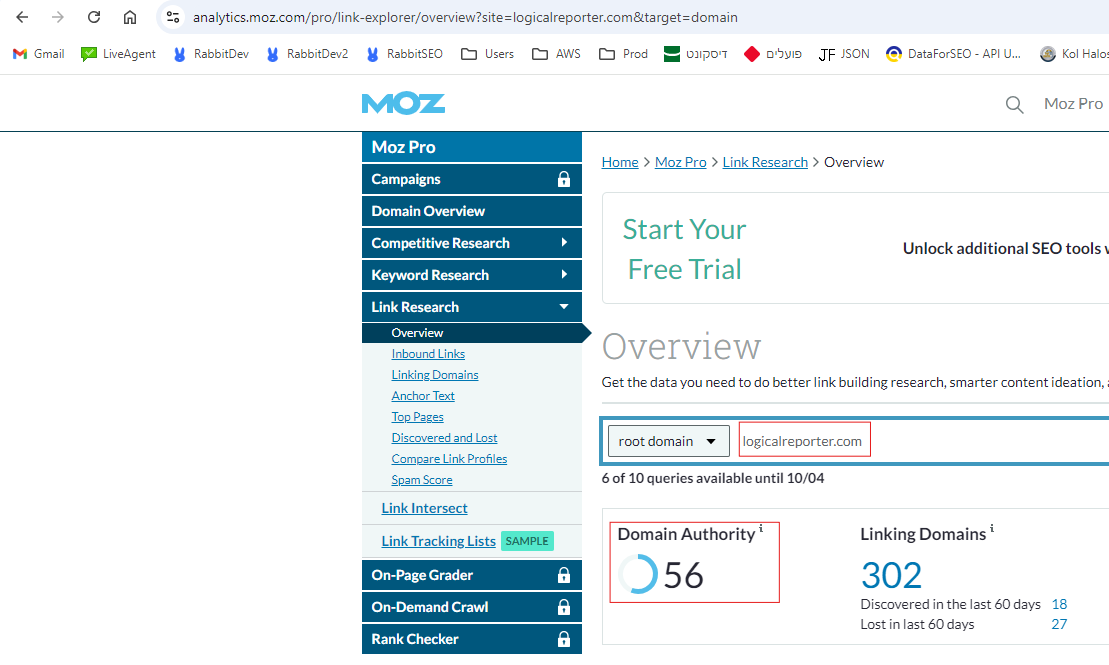 analytics.moz.com/pro/link-explorer/overview?site=logicalreporter.com&target=domain
Gmail LiveAgent RabbitDev RabbitDev2 RabbitSEO Users AWS Prod דיסקונט פועלים JF JSON DataForSEO - API U... Kol Halos
MOZ
Moz Pro
Moz Pro
Campaigns
Domain Overview
Competitive Research
Keyword Research
Link Research
Overview
Inbound Links
Linking Domains
Anchor Text
Top Pages
Discovered and Lost
Compare Link Profiles
Spam Score
Link Intersect
Link Tracking Lists SAMPLE
On-Page Grader
On-Demand Crawl
Rank Checker
Home > Moz Pro > Link Research > Overview
Start Your
Free Trial
Unlock additional SEO tools
Overview
Get the data you need to do better link building research, smarter content ideation,
root domain logicalreporter.com
6 of 10 queries available until 10/04
Domain Authority i
56
Linking Domains i
302
Discovered in the last 60 days 18
Lost in last 60 days 27